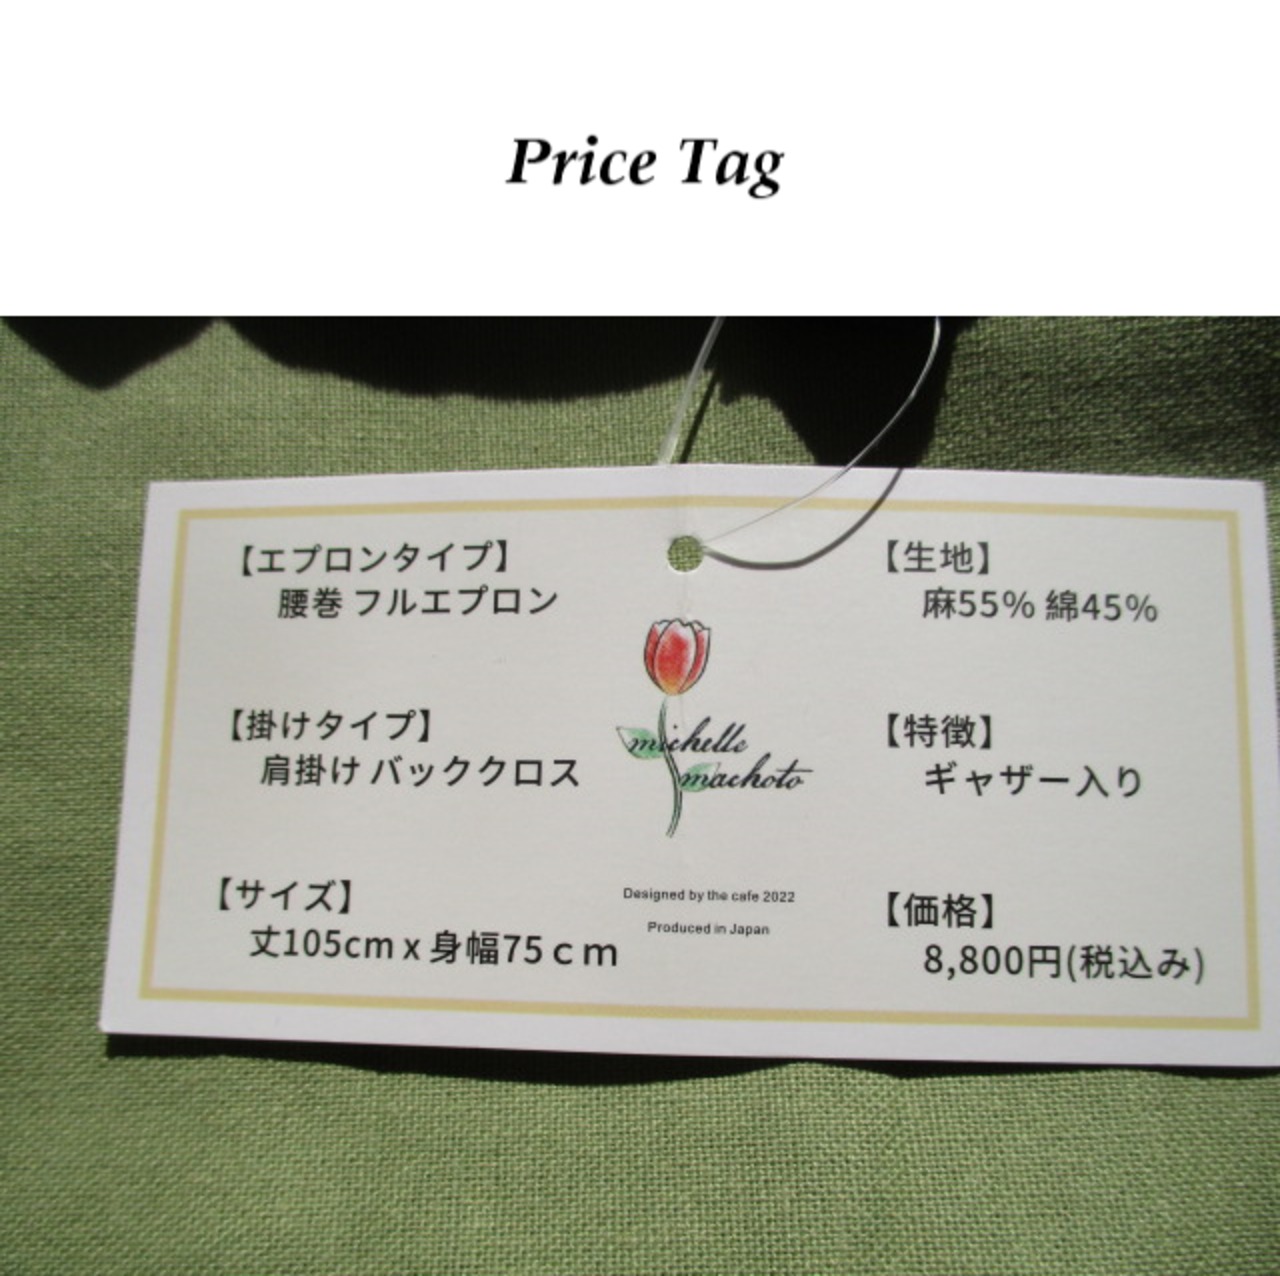 Price Tag
【エプロンタイプ】
腰巻 フルエプロン
【掛けタイプ】
肩掛け バッククロス
【サイズ】
丈105cm x 身幅75ｃｍ
michelle
machoto
Designed by the cafe 2022
Produced in Japan
【生地】
麻55% 綿45%
【特徴】
ギャザー入り
【価格】
8,800円(税込み)